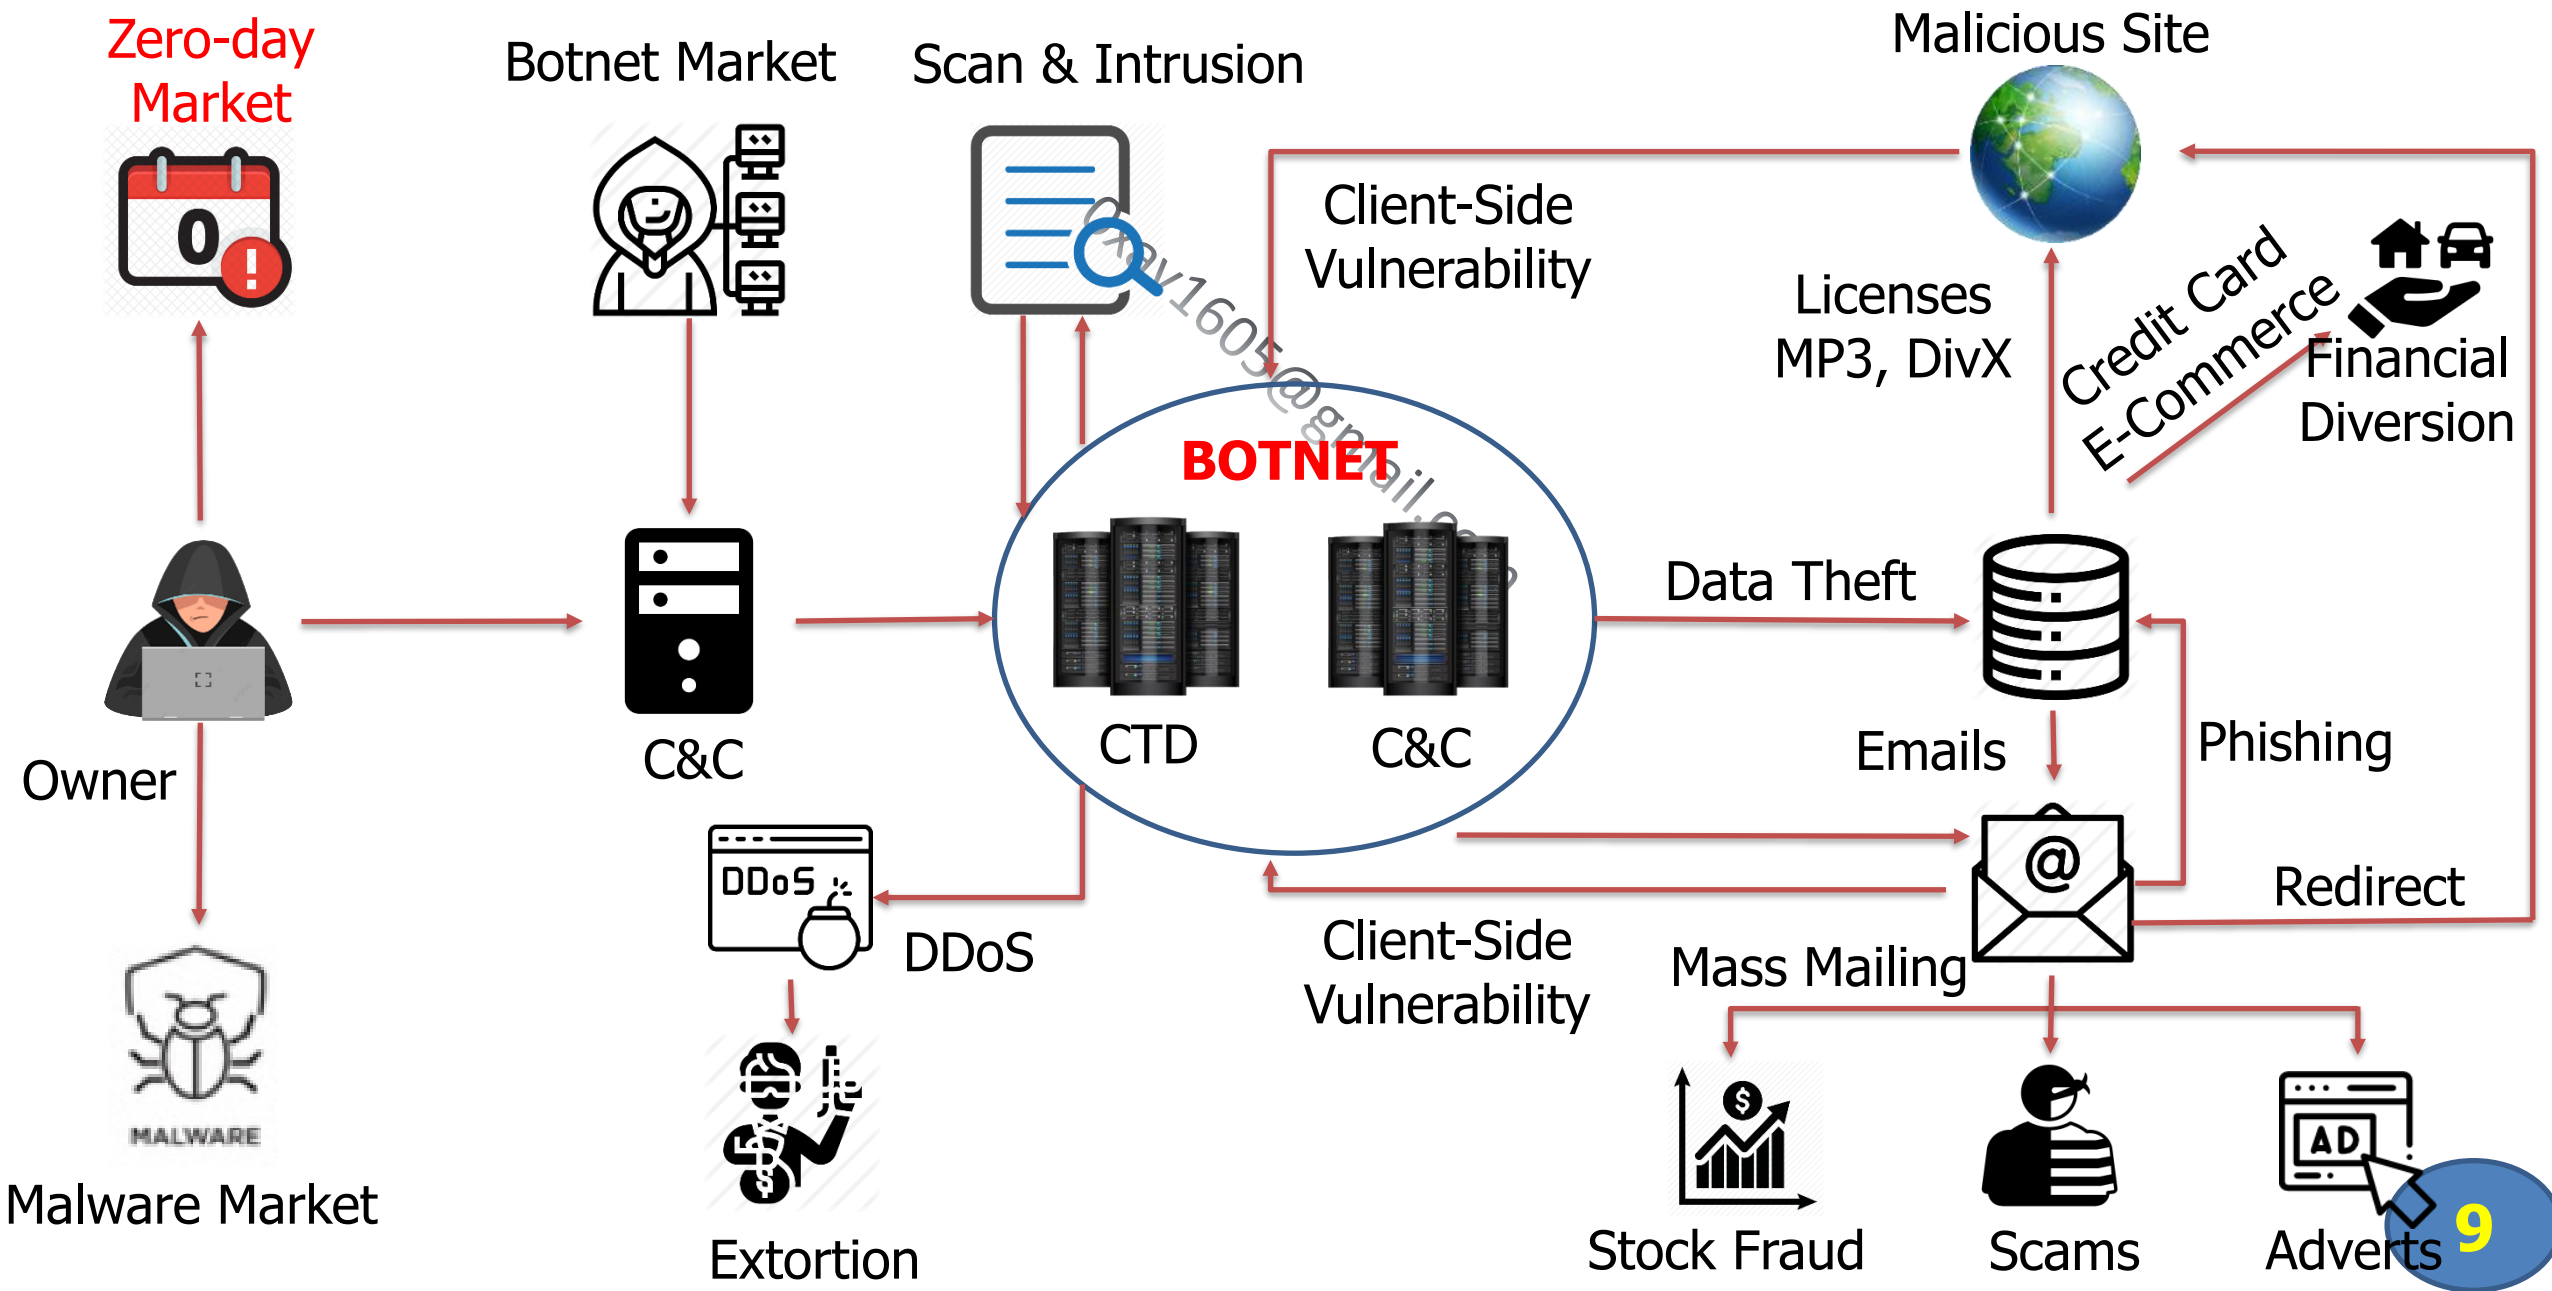 Zero-day
Market
Botnet Market
Scan & Intrusion
Malicious Site
0
!
Client-Side
Vulnerability
Licenses
MP3, DivX
Credit Card
E-Commerce
Financial
Diversion
BOTNET
CTD
C&C
C&C
Owner
Data Theft
Emails
Phishing
Redirect
@
DDoS
DDoS
Client-Side
Vulnerability
Mass Mailing
MALWARE
Malware Market
$
Extortion
$
Stock Fraud
Scams
AD
Adverts
9